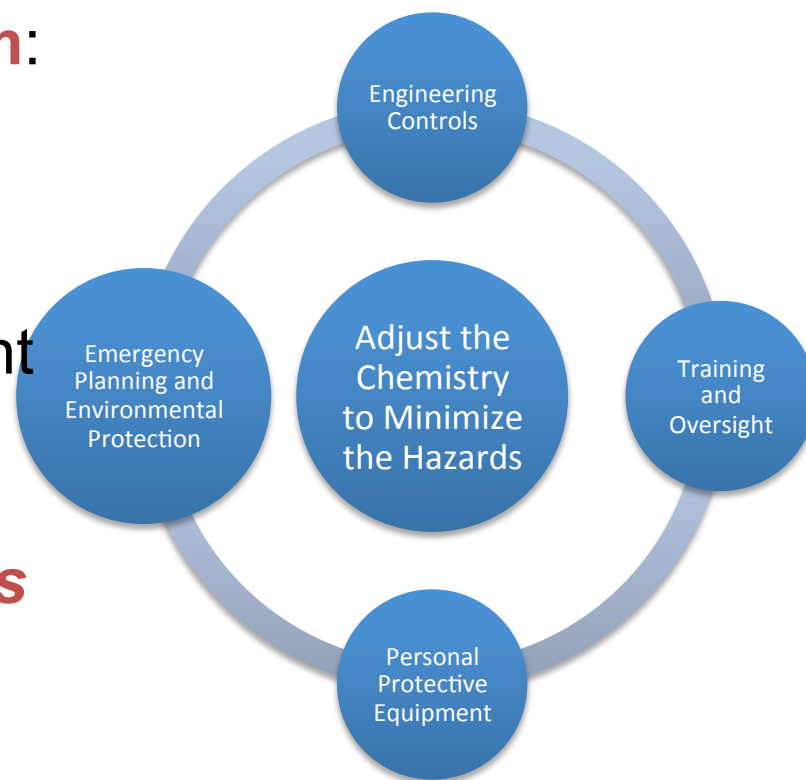 n:
Engineering
Controls
nt
Emergency
Planning and
Environmental
Protection
Adjust the
Chemistry
to Minimize
the Hazards
Training
and
Oversight
s
Personal
Protective
Equipment